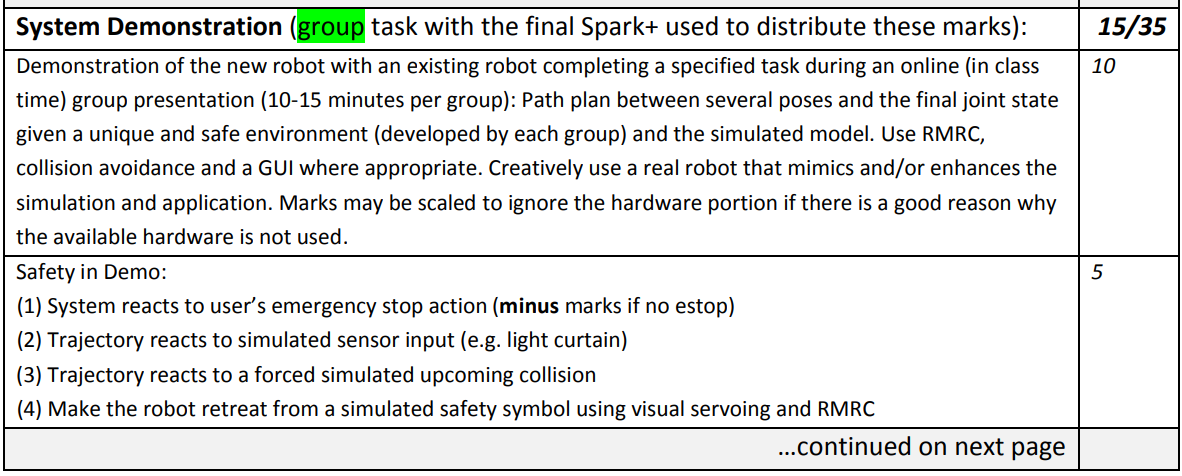 System Demonstration (group task with the final Spark+ used to distribute these marks): 15/35
Demonstration of the new robot with an existing robot completing a specified task during an online (in class 10
time) group presentation (10-15 minutes per group): Path plan between several poses and the final joint state
given a unique and safe environment (developed by each group) and the simulated model. Use RMRC,
collision avoidance and a GUI where appropriate. Creatively use a real robot that mimics and/or enhances the
simulation and application. Marks may be scaled to ignore the hardware portion if there is a good reason why
the available hardware is not used.
Safety in Demo: 5
(1) System reacts to user’s emergency stop action (minus marks if no estop)
(2) Trajectory reacts to simulated sensor input (e.g. light curtain)
(3) Trajectory reacts to a forced simulated upcoming collision
(4) Make the robot retreat from a simulated safety symbol using visual servoing and RMRC
...continued on next page